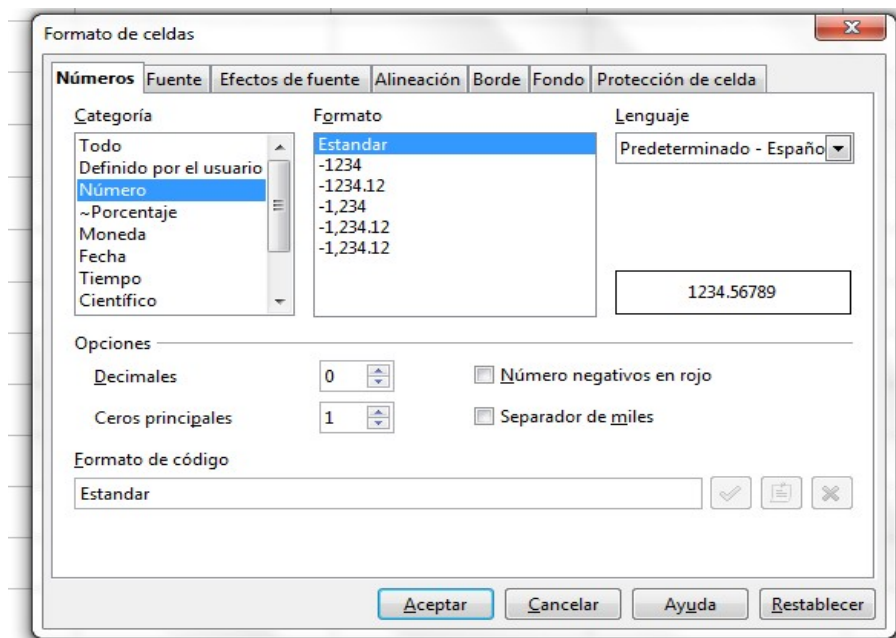 Formato de celdas
Números Fuente Efectos de fuente Alineación Borde Fondo Protección de celda
Categoría Formato Lenguaje
Todo Estandar Predeterminado - Españo
Definido por el usuario -1234
Número -1234.12
~Porcentaje -1,234
Moneda -1,234.12
Fecha -1,234.12
Tiempo
Científico 1234.56789
Opciones
Decimales 0 Número negativos en rojo
Ceros principales 1 Separador de miles
Formato de código
Estandar
Aceptar Cancelar Ayuda Restablecer